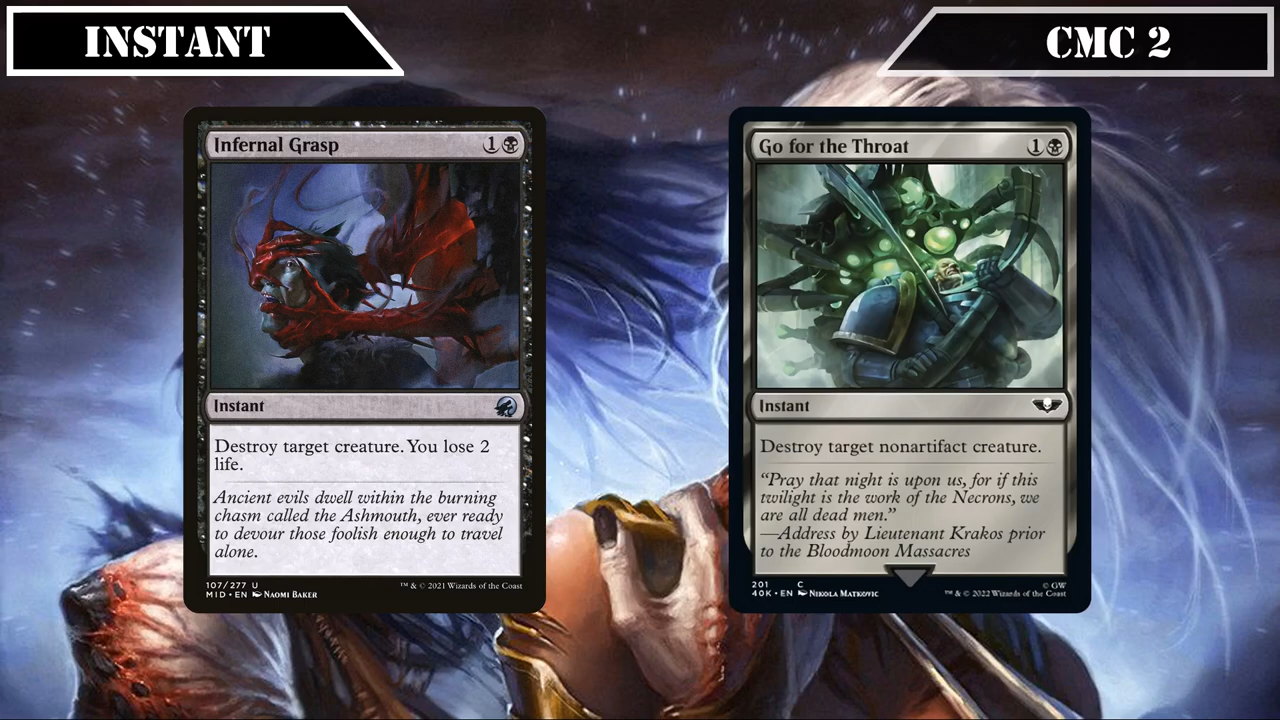 INSTANT
CMC 2
Infernal Grasp 1
Instant
Destroy target creature. You lose 2
life.
Ancient evils dwell within the burning
chasm called the Ashmouth, ever ready
to devour those foolish enough to travel
alone.
107/277 U
MID • EN NAOMI BAKER
™ & © 2021 Wizards of the Coast
Go for the Throat 1
Instant
Destroy target nonartifact creature.
“Pray that night is upon us, for if this
twilight is the work of the Necrons, we
are all dead men.”
—Address by Lieutenant Krakos prior
to the Bloodmoon Massacres
201 C
40K • EN NIKOLA MATKOVIC
© GW
™ & © 2022 Wizards of the Coast